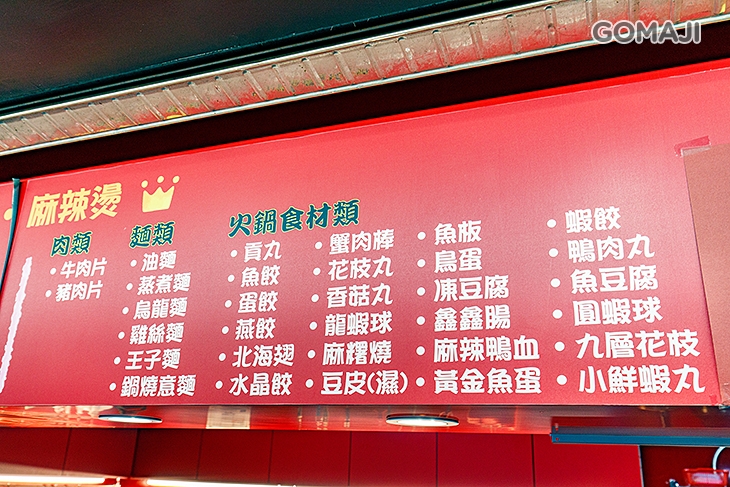 GOMAJI
麻辣燙
肉類
• 牛肉片
• 豬肉片
麵類
• 油麵
• 蒸煮麵
• 烏龍麵
• 雞絲麵
• 王子麵
• 鍋燒意麵
火鍋食材類
• 貢丸
• 魚餃
• 蛋餃
• 燕餃
• 北海翅
• 水晶餃
• 蟹肉棒
• 花枝丸
• 香菇丸
• 龍蝦球
• 麻糬燒
• 豆皮(濕)
• 魚板
• 鳥蛋
• 凍豆腐
• 鑫鑫腸
• 麻辣鴨血
• 黃金魚蛋
• 蝦餃
• 鴨肉丸
• 魚豆腐
• 圓蝦球
• 九層花枝
• 小鮮蝦丸